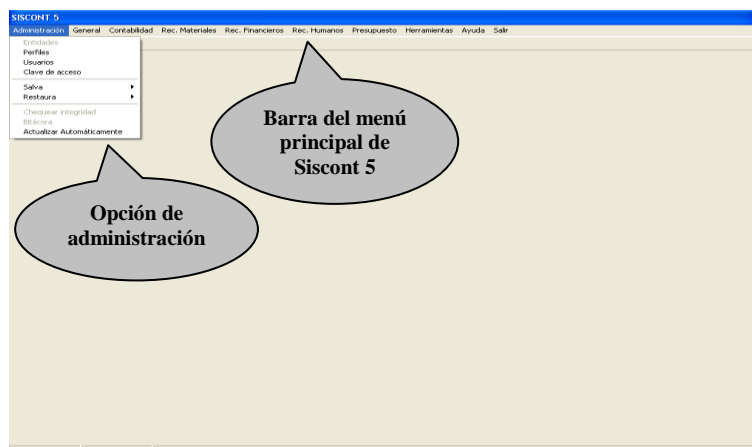 SISCONT 5
Administración General Contabilidad Rec. Materiales Rec. Financieros Rec. Humanos Presupuesto Herramientas Ayuda Salir
Entidades
Perfiles
Usuarios
Clave de acceso
Salva
Restaura
Chequear integridad
Bitácora
Actualizar Automáticamente
Barra del menú
principal de
Siscont 5
Opción de
administración